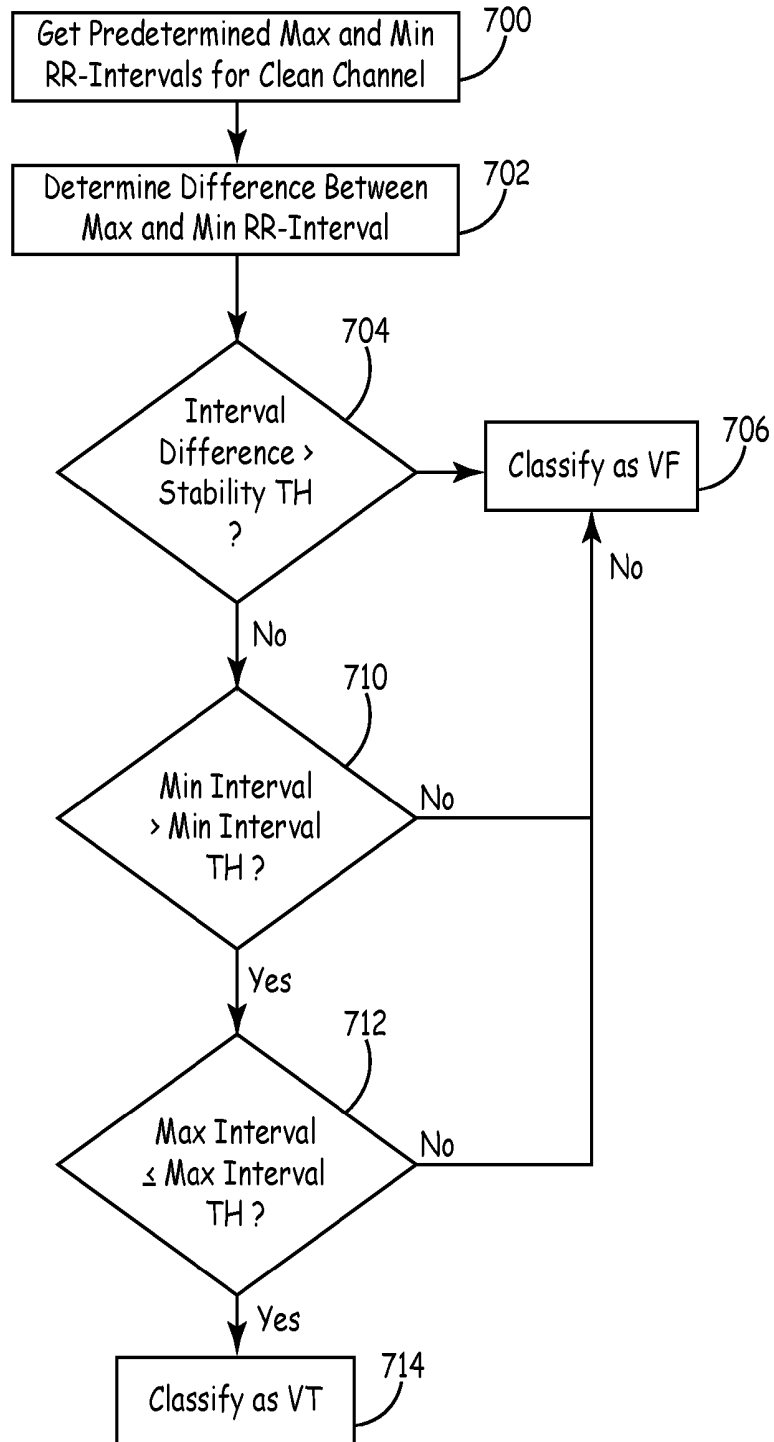 Get Predetermined Max and Min
RR-Intervals for Clean Channel
700
Determine Difference Between
Max and Min RR-Interval
702
704
Interval
Difference >
Stability TH
?
Classify as VF
706
No
No
710
Min Interval
> Min Interval
TH ?
No
Yes
712
Max Interval
≤ Max Interval
TH ?
No
Yes
714
Classify as VT